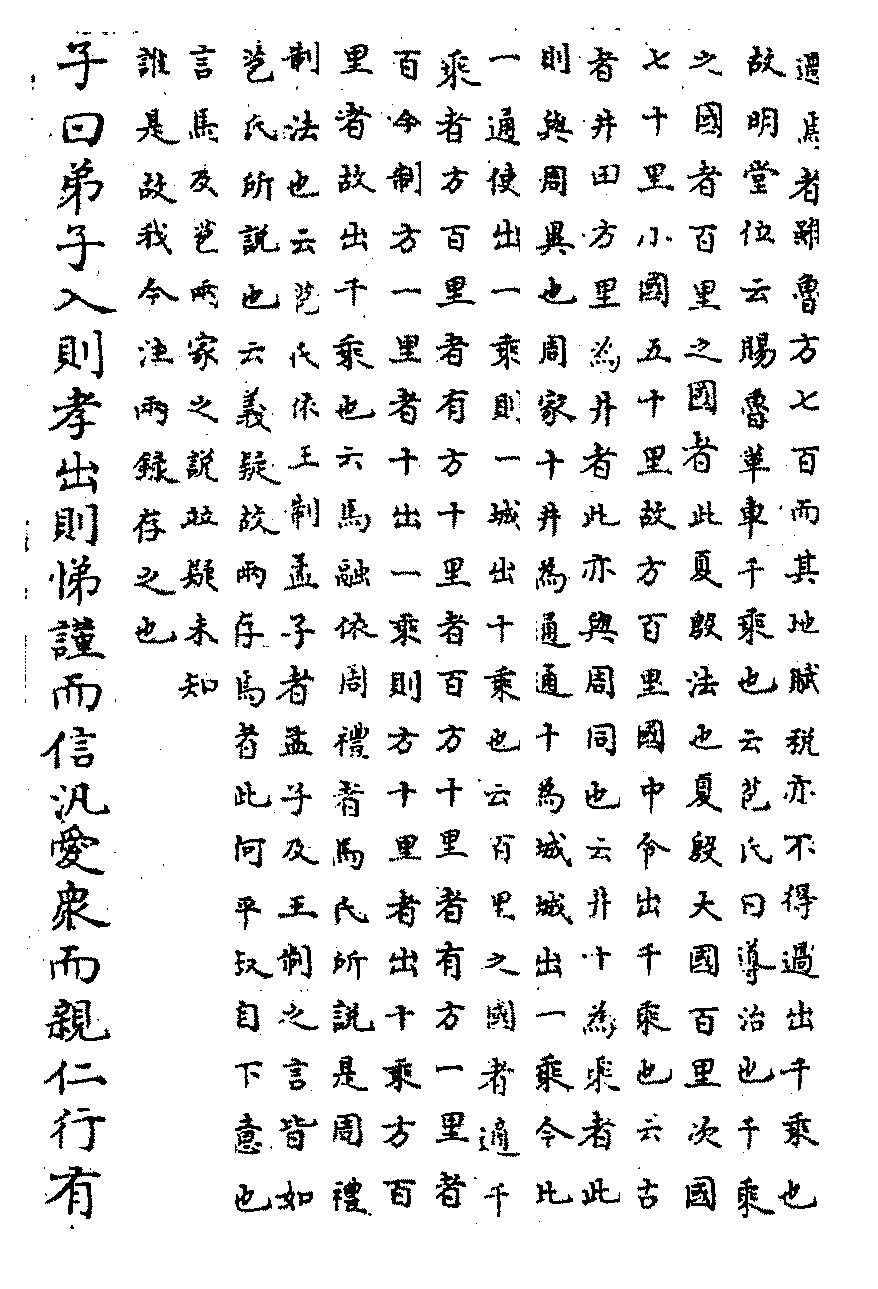 還馬者雖魯方七百而其地賦税亦不得過出千乘也
故明堂位云賜魯革車千乘也云苞氏曰導治也千乘
之國者百里之國者此夏殷法也夏殷大國百里次國
七十里小國五十里故方百里國中令出千乘也云古
者井田方里為井者此亦與周同也云井十為乘者此
則與周異也周家十井為通通十為城城出一乘今此
一通使出一乘則一城出十乘也云百里之國者適千
乘者方百里者有方十里者百方十里者有方一里者
百今制方一里者十出一乘則方十里者出十乘方百
里者故出千乘也云馬融依周禮者馬氏所說是周禮
制法也云苞氏依王制孟子者孟子及王制之言皆如
苞氏所說也云義疑故兩存焉者此何平叔自下意也
言馬及苞兩家之說竝疑未知
誰是故我今注兩錄存之也
子曰弟子入則孝出則悌謹而信汎愛衆而親仁行有